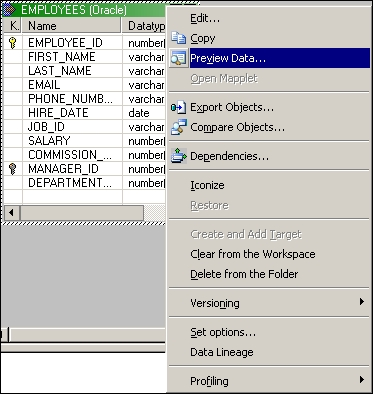 EMPLOYEES (Oracle)
K. Name Datatyp
EMPLOYEE_ID number(
FIRST_NAME varchar
LAST_NAME varchar
EMAIL varchar
PHONE_NUMB... varchar
HIRE_DATE date
JOB_ID varchar
SALARY number(
COMMISSION_... number(
MANAGER_ID number(
DEPARTMENT... number(
Edit...
Copy
Preview Data...
Open Mapplet
Export Objects...
Compare Objects...
Dependencies...
Iconize
Restore
Create and Add Target
Clear from the Workspace
Delete from the Folder
Versioning
Set options...
Data Lineage
Profiling